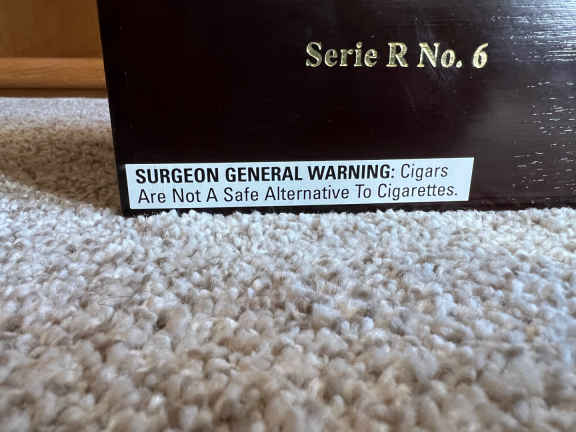 Serie R No. 6
SURGEON GENERAL WARNING: Cigars
Are Not A Safe Alternative To Cigarettes.